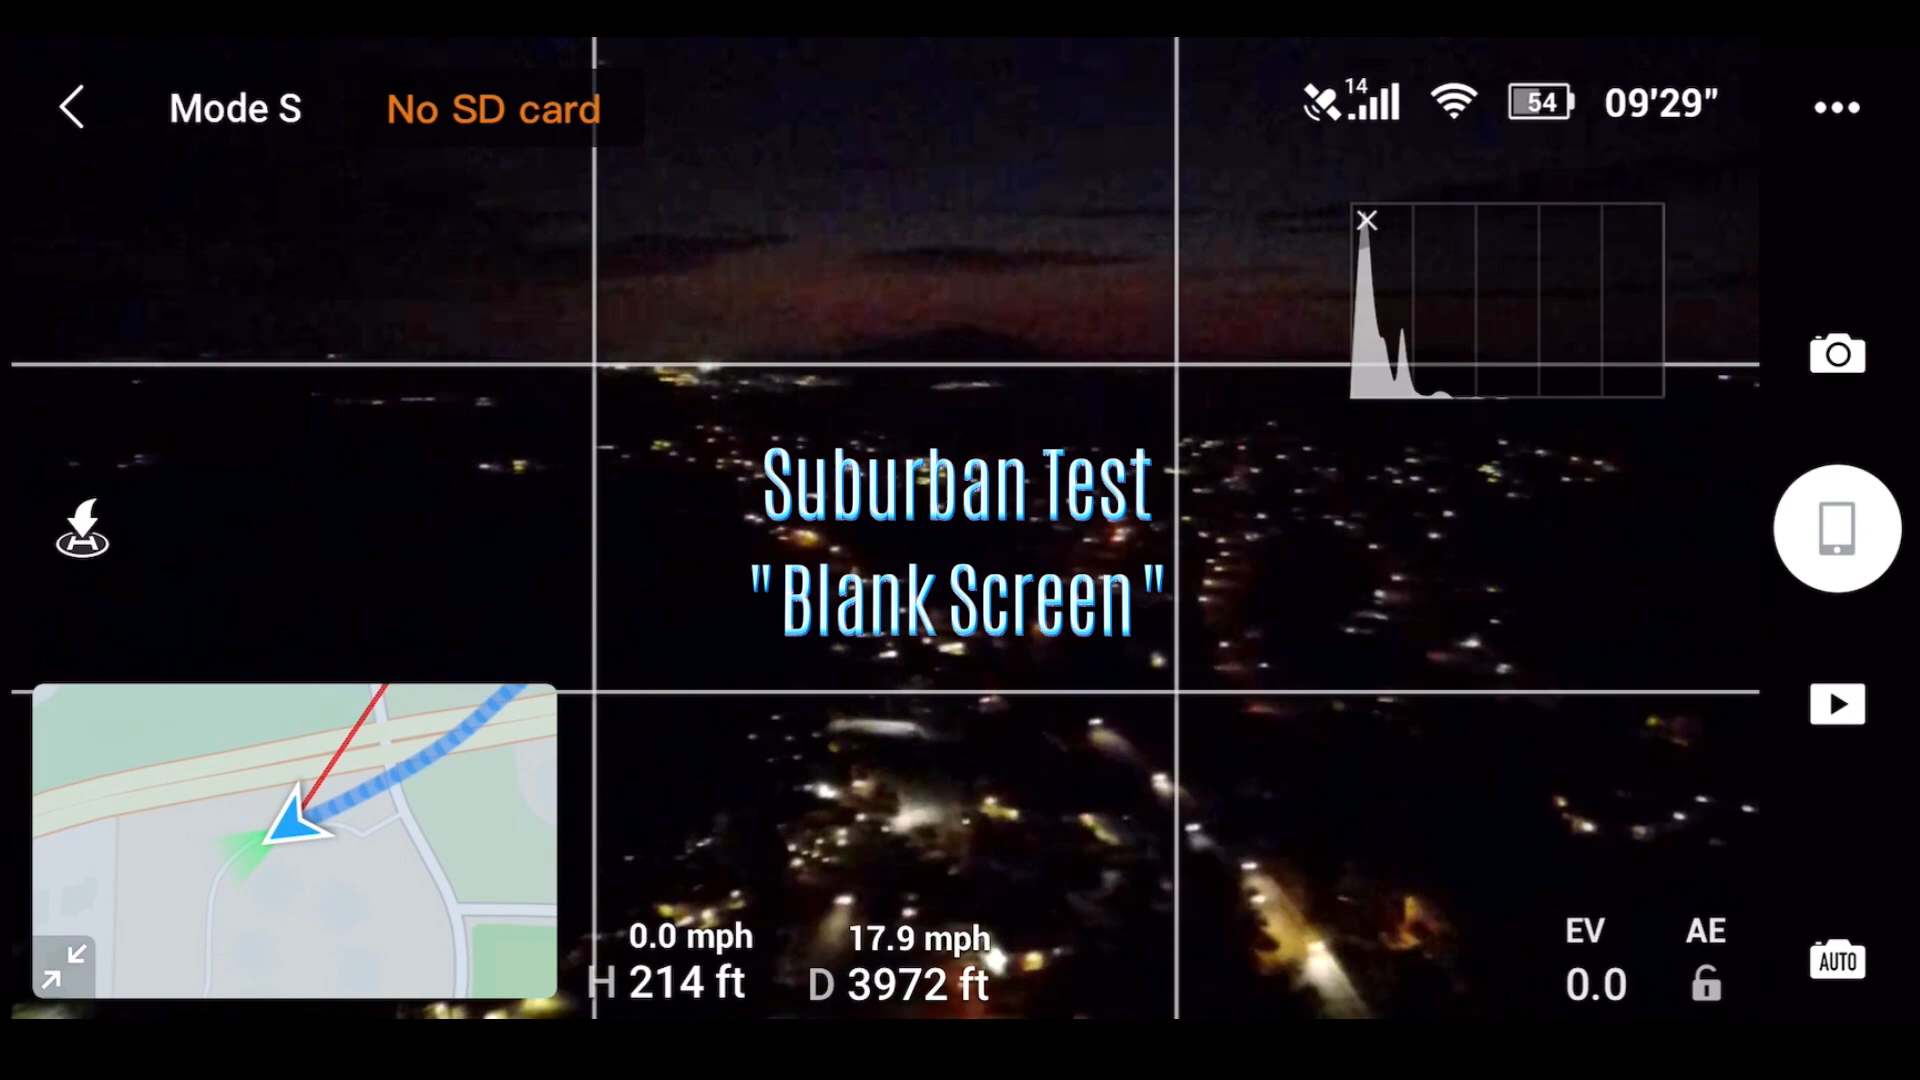 Mode S
No SD card
14
54
09'29”
Suburban Test
"Blank Screen"
0.0 mph
17.9 mph
H 214 ft
D 3972 ft
EV
AE
0.0
AUTO